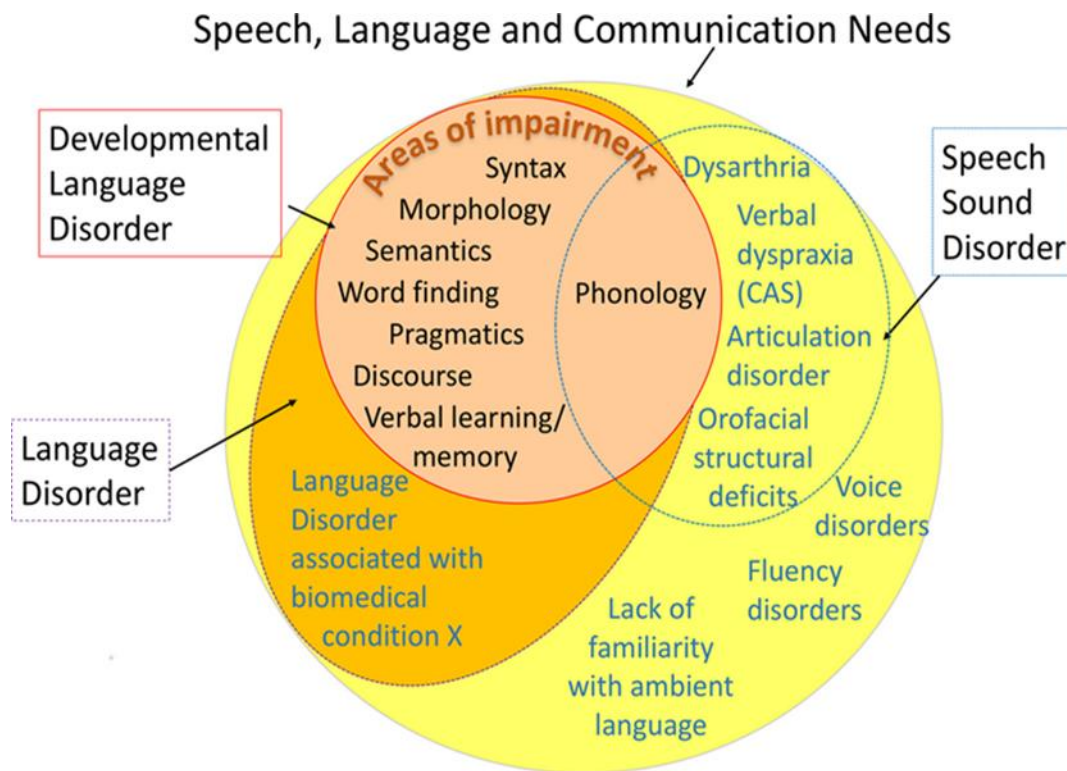 Speech, Language and Communication Needs
Developmental
Language
Disorder
Areas of impairment
Syntax
Morphology
Semantics
Word finding
Pragmatics
Discourse
Verbal learning/
memory
Phonology
Dysarthria
Verbal
dyspraxia
(CAS)
Articulation
disorder
Orofacial
structural
deficits
Speech
Sound
Disorder
Language
Disorder
Language
Disorder
associated with
biomedical
condition X
Voice
disorders
Fluency
disorders
Lack of
familiarity
with ambient
language